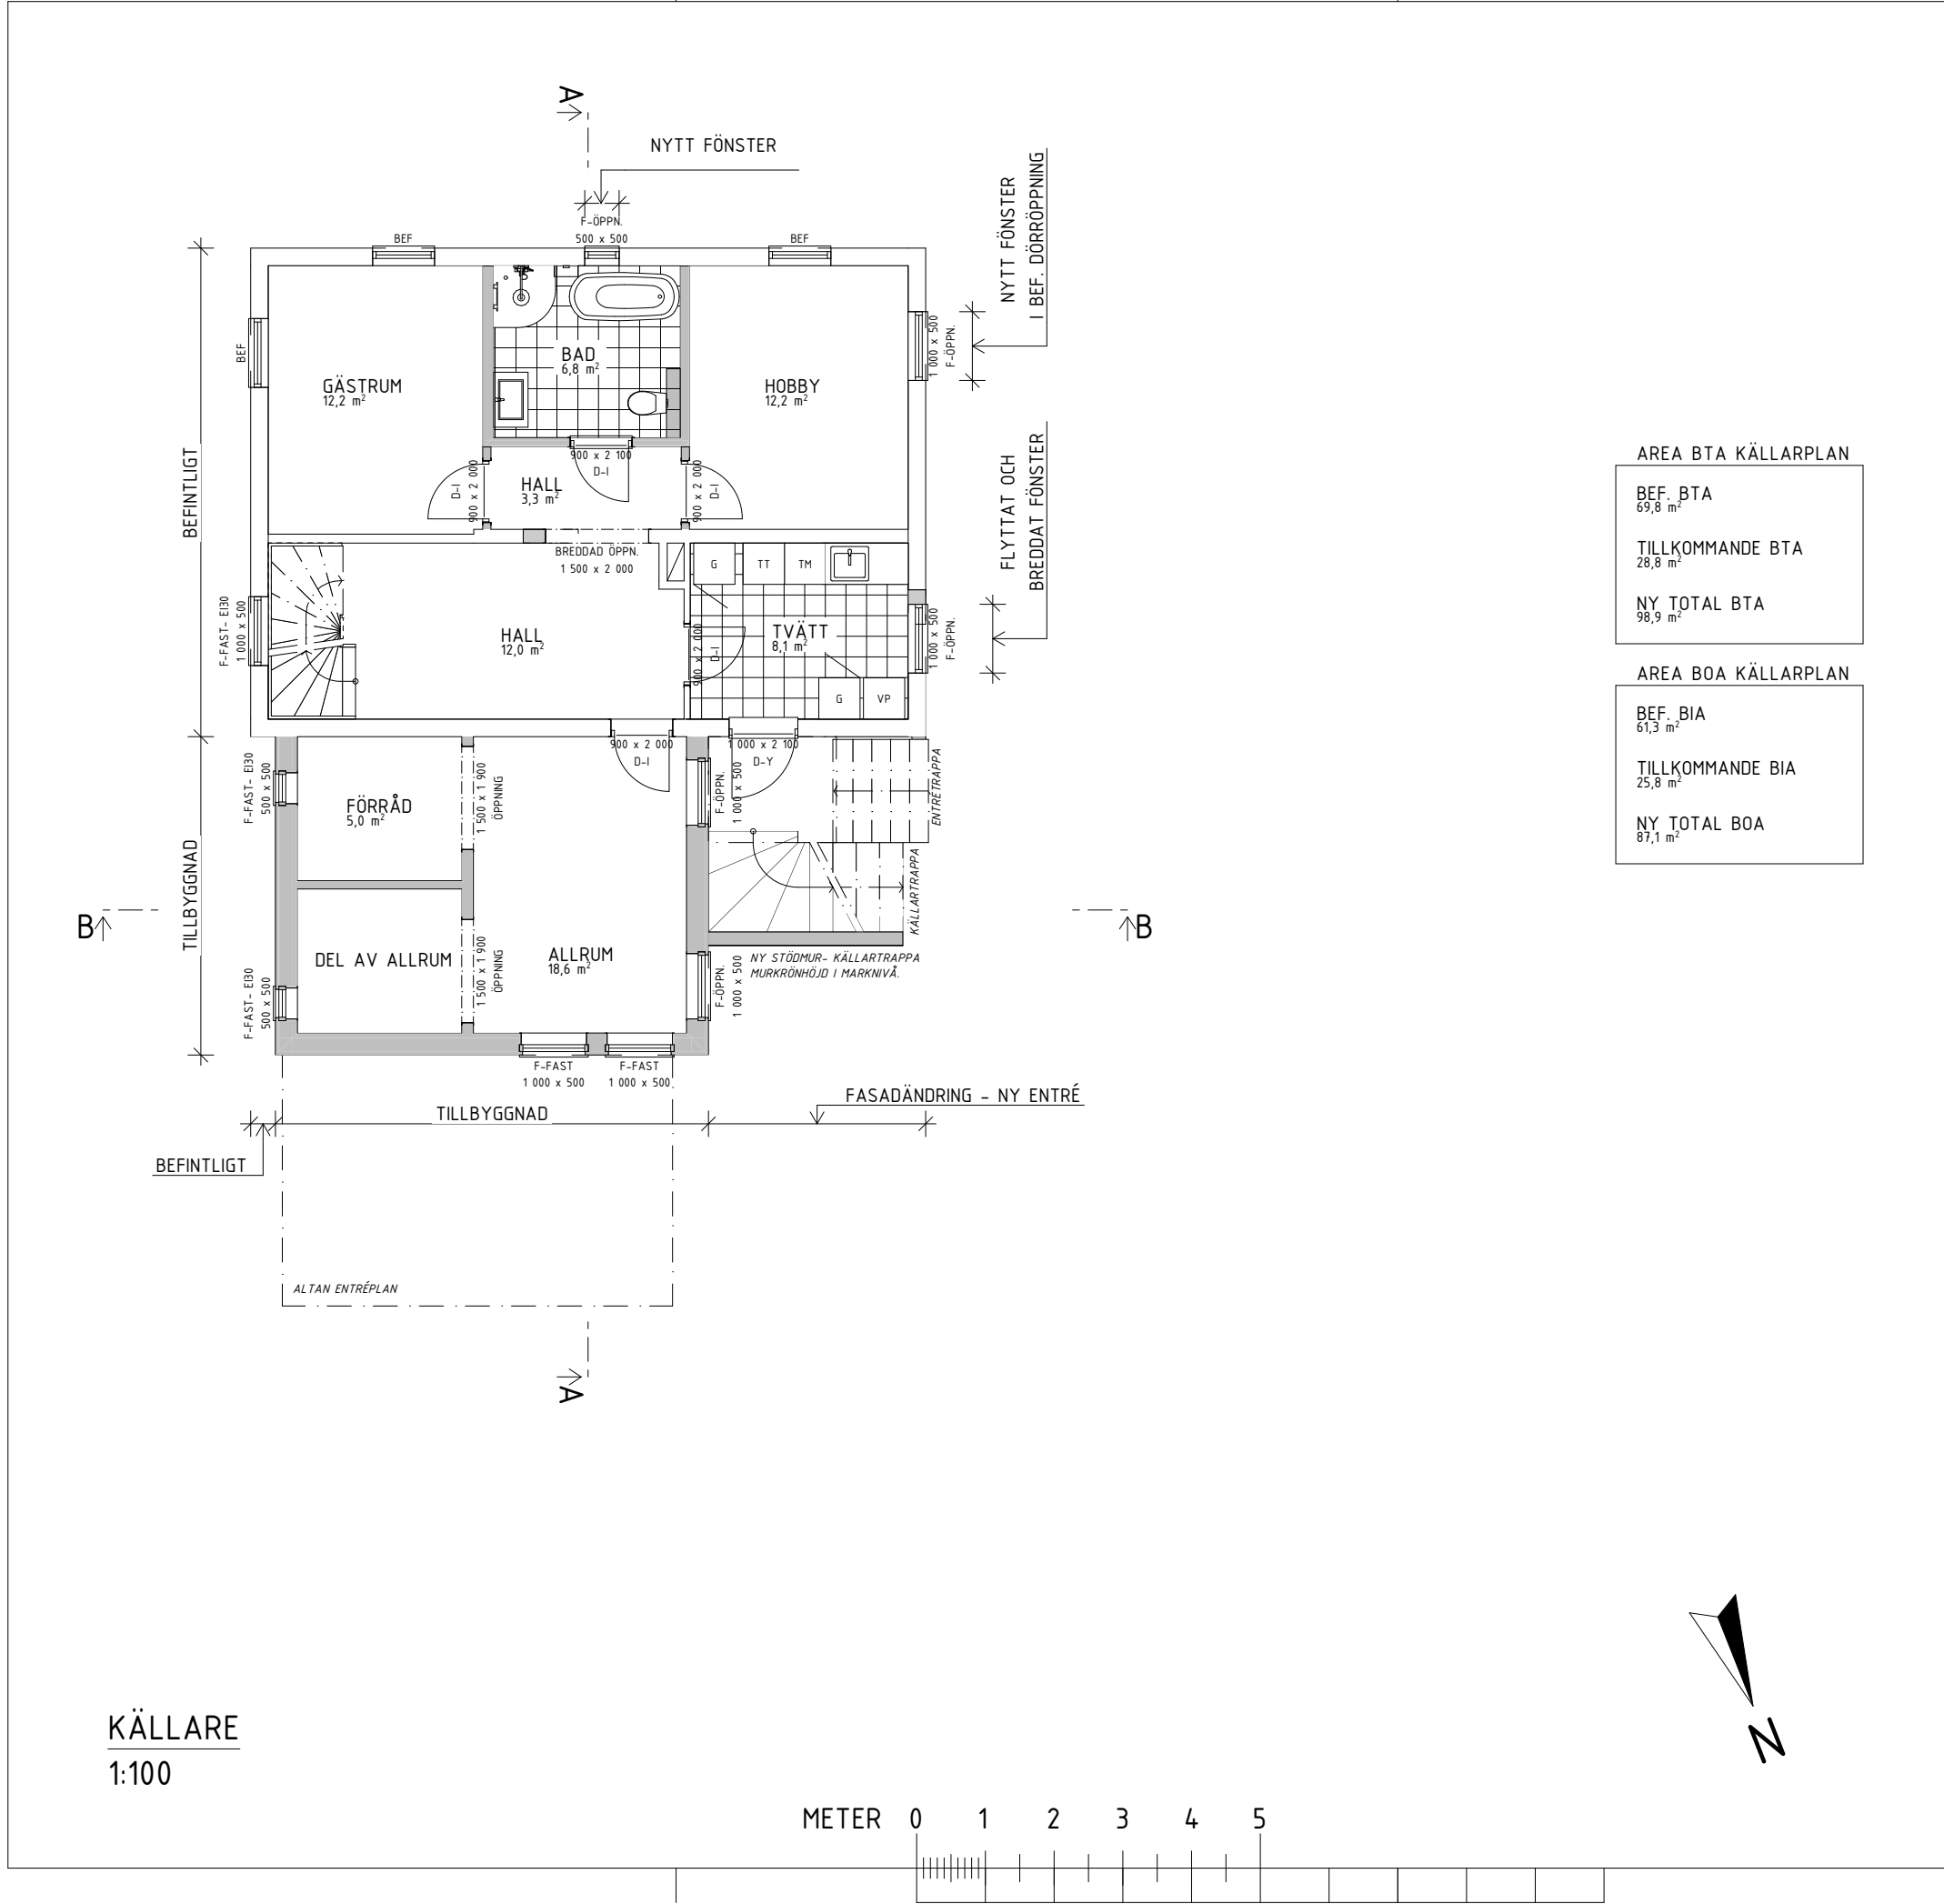 A
NYTT FÖNSTER
NYTT FÖNSTER
I BEF. DÖRRÖPPNING
F-ÖPPN.
500 x 500
BEF
BEF
BEF
1 000 x 500
F-ÖPPN.
BAD
6,8 m²
GÄSTRUM
12,2 m²
HOBBY
12,2 m²
BEFINTLIGT
900 x 2 100
D-I
D-I
900 x 2 000
HALL
3,3 m²
900 x 2 000
D-I
FLYTTAT OCH
BREDDAT FÖNSTER
BREDDAD ÖPPN.
1 500 x 2 000
G
TT
TM
F-FAST- EI30
1 000 x 500
HALL
12,0 m²
900 x 2 000
D-I
TVÄTT
8,1 m²
1 000 x 500
F-ÖPPN.
G
VP
900 x 2 000
D-I
1 000 x 2 100
D-Y
F-FAST- EI30
500 x 500
FÖRRÅD
5,0 m²
1 500 x 1 900
ÖPPNING
F-ÖPPN.
1 000 x 500
ENTRÉTRAPPA
KÄLLARTRAPPA
TILLBYGGNAD
B
B
DEL AV ALLRUM
ALLRUM
18,6 m²
1 500 x 1 900
ÖPPNING
F-ÖPPN.
1 000 x 500
NY STÖDMUR- KÄLLARTRAPPA
MURKRÖNHÖJD I MARKNIVÅ.
F-FAST- EI30
500 x 500
F-FAST
1 000 x 500
F-FAST
1 000 x 500
FASADÄNDRING - NY ENTRÉ
TILLBYGGNAD
BEFINTLIGT
ALTAN ENTRÉPLAN
A
AREA BTA KÄLLARPLAN
BEF. BTA
69,8 m²
TILLKOMMANDE BTA
28,8 m²
NY TOTAL BTA
98,9 m²
AREA BOA KÄLLARPLAN
BEF. BIA
61,3 m²
TILLKOMMANDE BIA
25,8 m²
NY TOTAL BOA
87,1 m²
N
KÄLLARE
1:100
METER 0 1 2 3 4 5